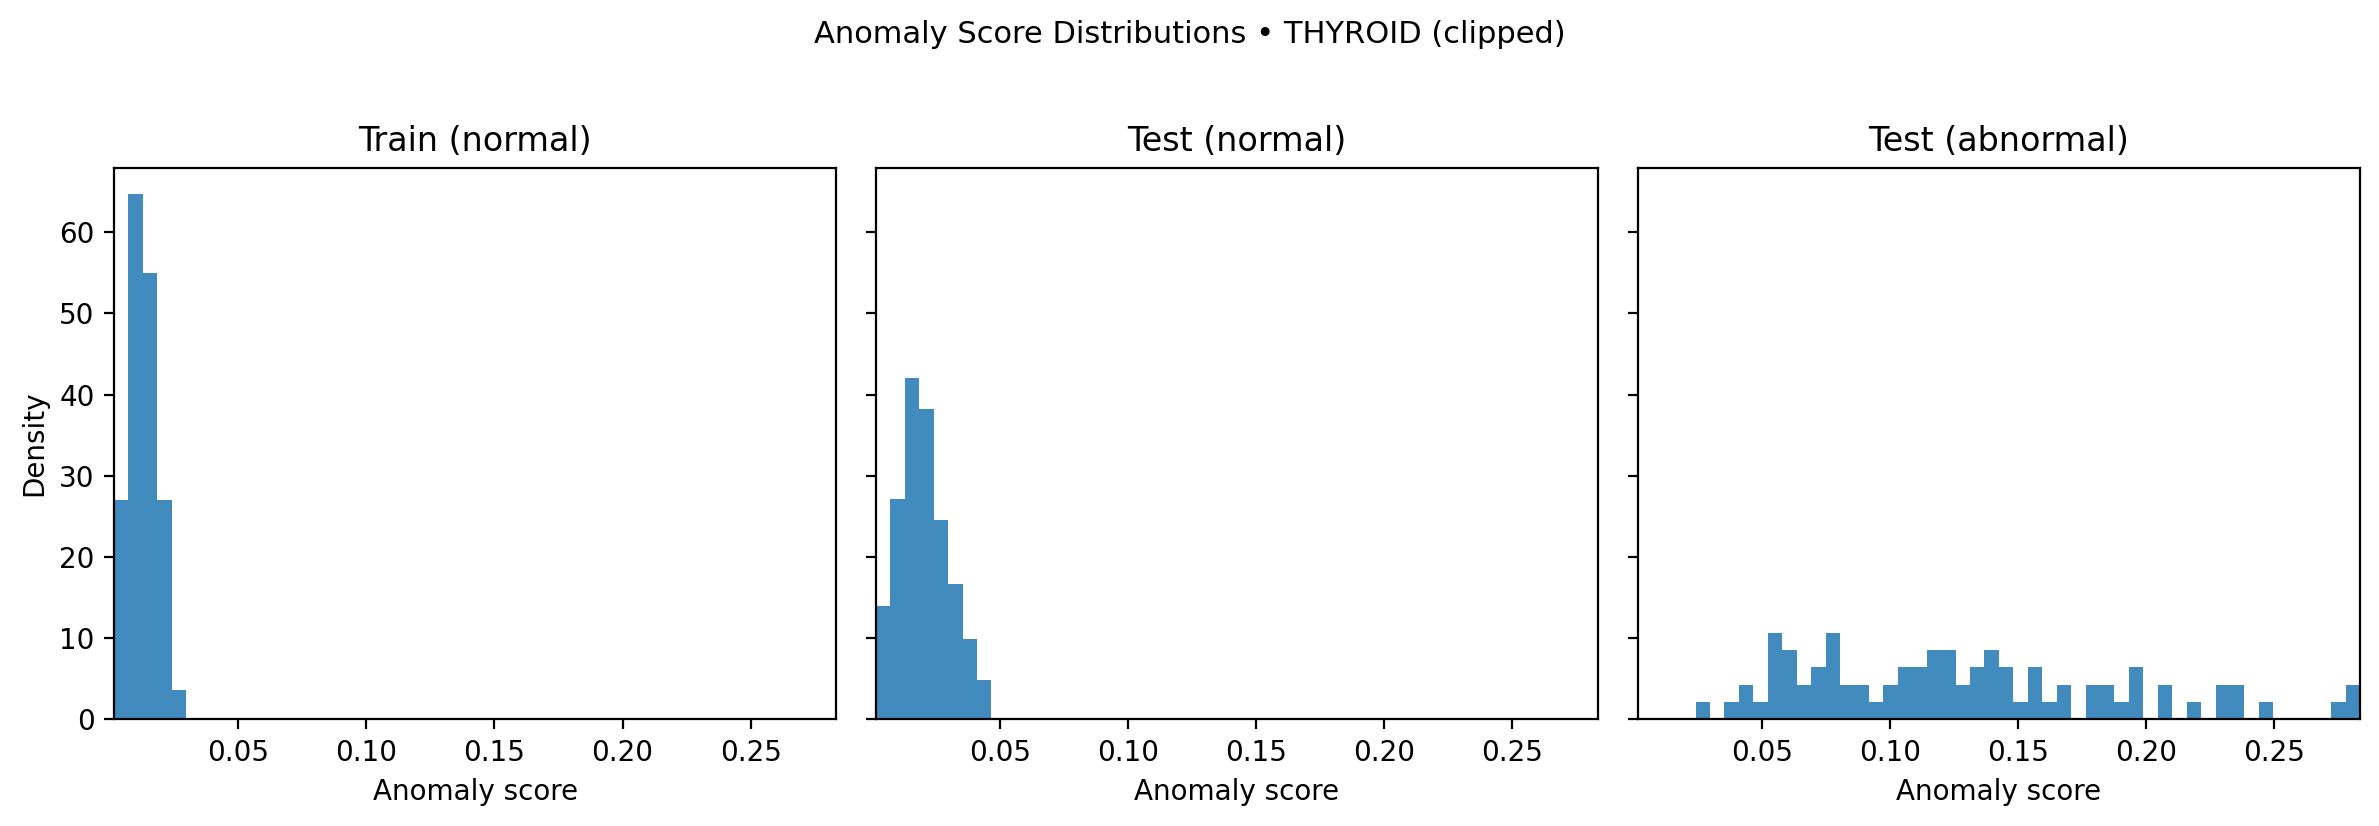 Anomaly Score Distributions • THYROID (clipped)
Train (normal)
Test (normal)
Test (abnormal)
Density
60
50
40
30
20
10
0
0.05 0.10 0.15 0.20 0.25
0.05 0.10 0.15 0.20 0.25
0.05 0.10 0.15 0.20 0.25
Anomaly score
Anomaly score
Anomaly score